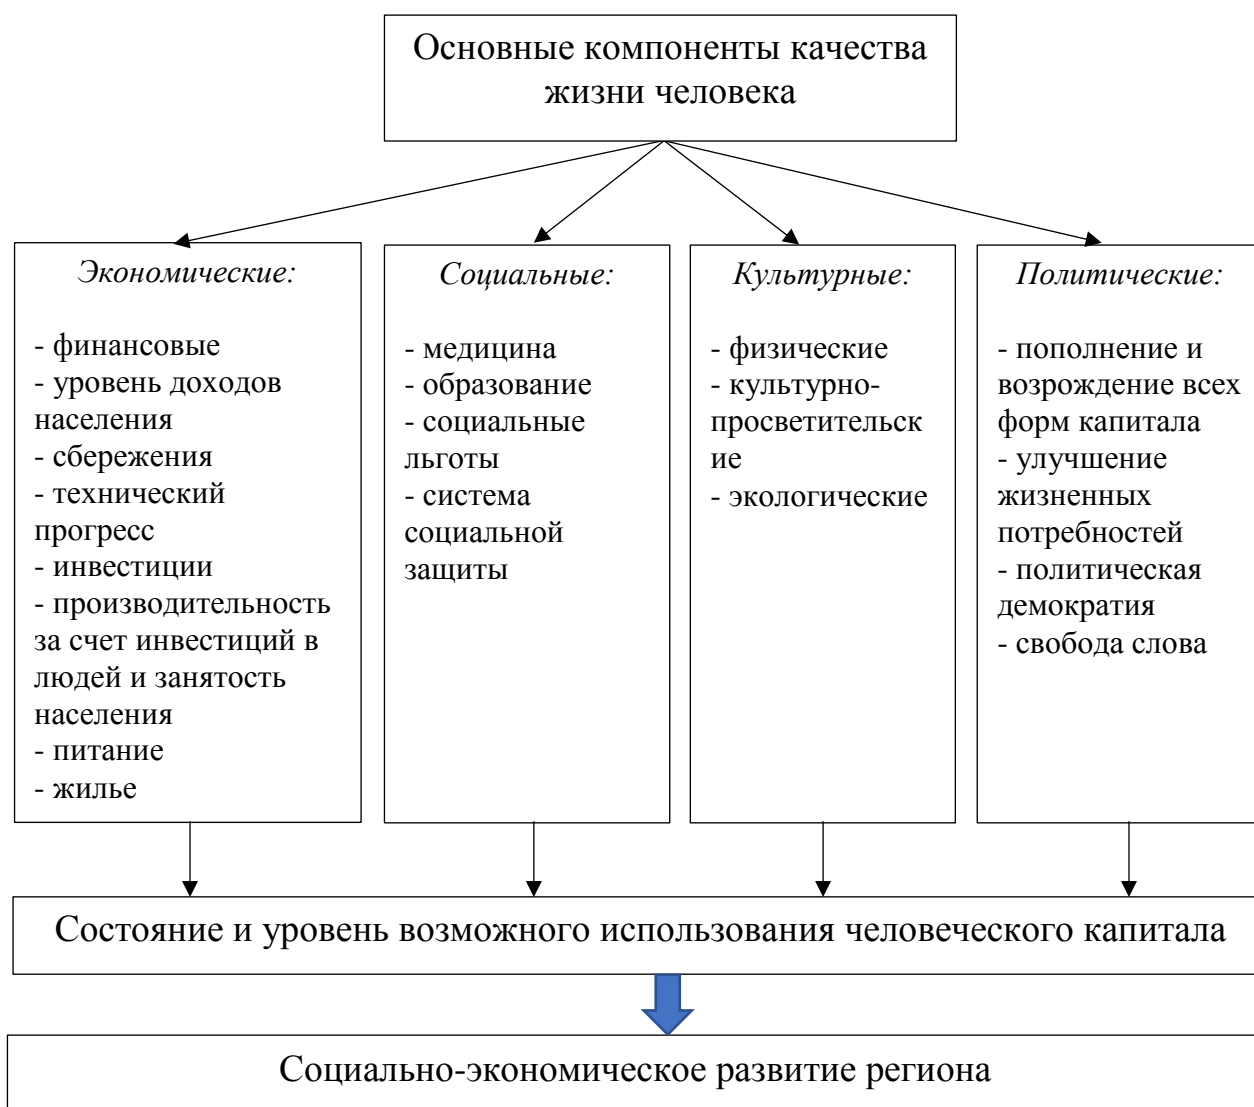 Основные компоненты качества
жизни человека
Экономические:
- финансовые
- уровень доходов
населения
- сбережения
- технический
прогресс
- инвестиции
- производительность
за счет инвестиций в
людей и занятость
населения
- питание
- жилье
Социальные:
- медицина
- образование
- социальные
льготы
- система
социальной
защиты
Культурные:
- физические
- культурно-
просветительск
ие
- экологические
Политические:
- пополнение и
возрождение всех
форм капитала
- улучшение
жизненных
потребностей
- политическая
демократия
- свобода слова
Состояние и уровень возможного использования человеческого капитала
Социально-экономическое развитие региона